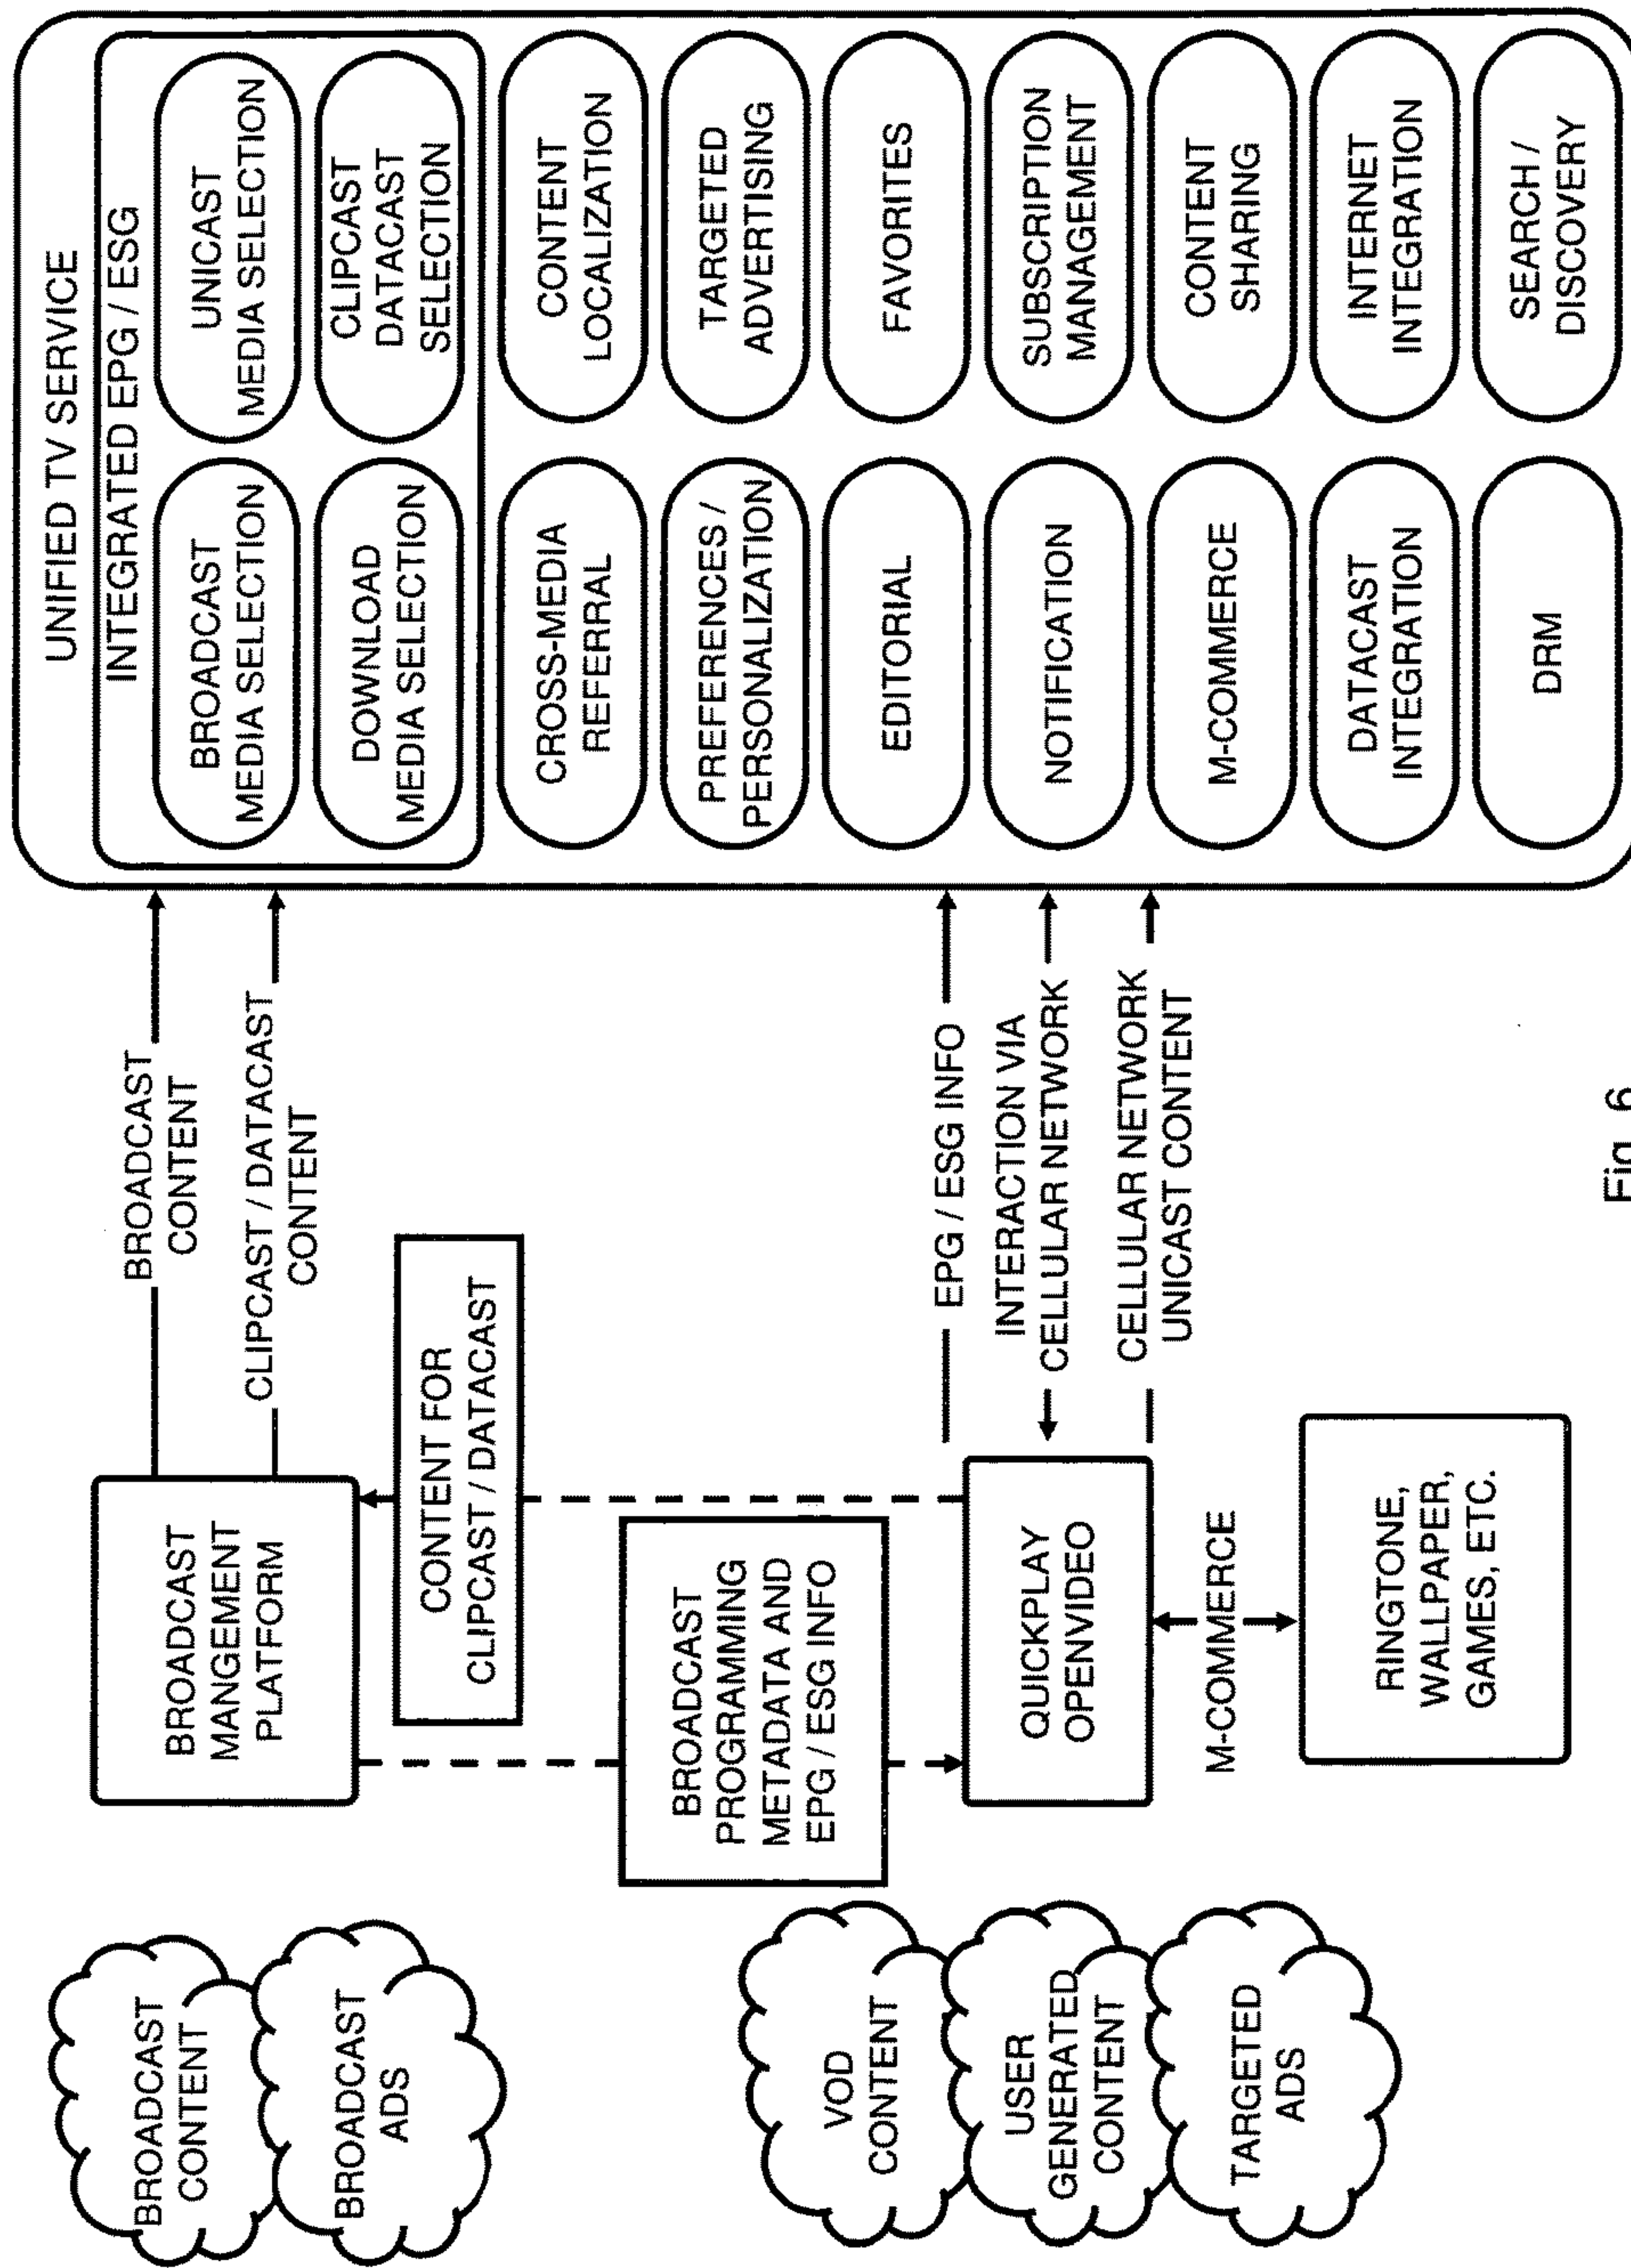 BROADCAST
CONTENT
BROADCAST
ADS
VOD
CONTENT
USER
GENERATED
CONTENT
TARGETED
ADS
BROADCAST
MANGEMENT
PLATFORM
CONTENT FOR
CLIPCAST / DATACAST
BROADCAST
PROGRAMMING
METADATA AND
EPG / ESG INFO
QUICKPLAY
OPENVIDEO
M-COMMERCE
RINGTONE,
WALLPAPER,
GAMES, ETC.
BROADCAST
CONTENT
CLIPCAST / DATACAST
CONTENT
EPG / ESG INFO
INTERACTION VIA
CELLULAR NETWORK
CELLULAR NETWORK
UNICAST CONTENT
UNIFIED TV SERVICE
INTEGRATED EPG / ESG
BROADCAST
MEDIA SELECTION
UNICAST
MEDIA SELECTION
DOWNLOAD
MEDIA SELECTION
CLIPCAST
DATACAST
SELECTION
CROSS-MEDIA
REFERRAL
CONTENT
LOCALIZATION
PREFERENCES /
PERSONALIZATION
TARGETED
ADVERTISING
EDITORIAL
FAVORITES
NOTIFICATION
SUBSCRIPTION
MANAGEMENT
M-COMMERCE
CONTENT
SHARING
DATACAST
INTEGRATION
INTERNET
INTEGRATION
DRM
SEARCH /
DISCOVERY
Fig. 6